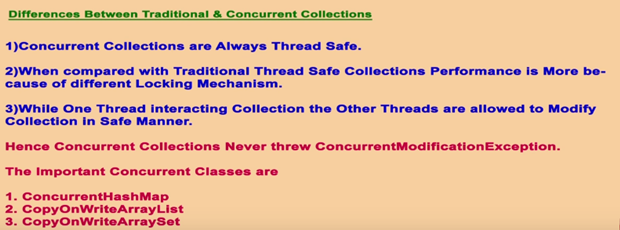 Differences Between Traditional & Concurrent Collections
1)Concurrent Collections are Always Thread Safe.
2)When compared with Traditional Thread Safe Collections Performance is More be-
cause of different Locking Mechanism.
3)While One Thread interacting Collection the Other Threads are allowed to Modify
Collection in Safe Manner.
Hence Concurrent Collections Never threw ConcurrentModificationException.
The Important Concurrent Classes are
1. ConcurrentHashMap
2. CopyOnWriteArrayList
3. CopyOnWriteArraySet